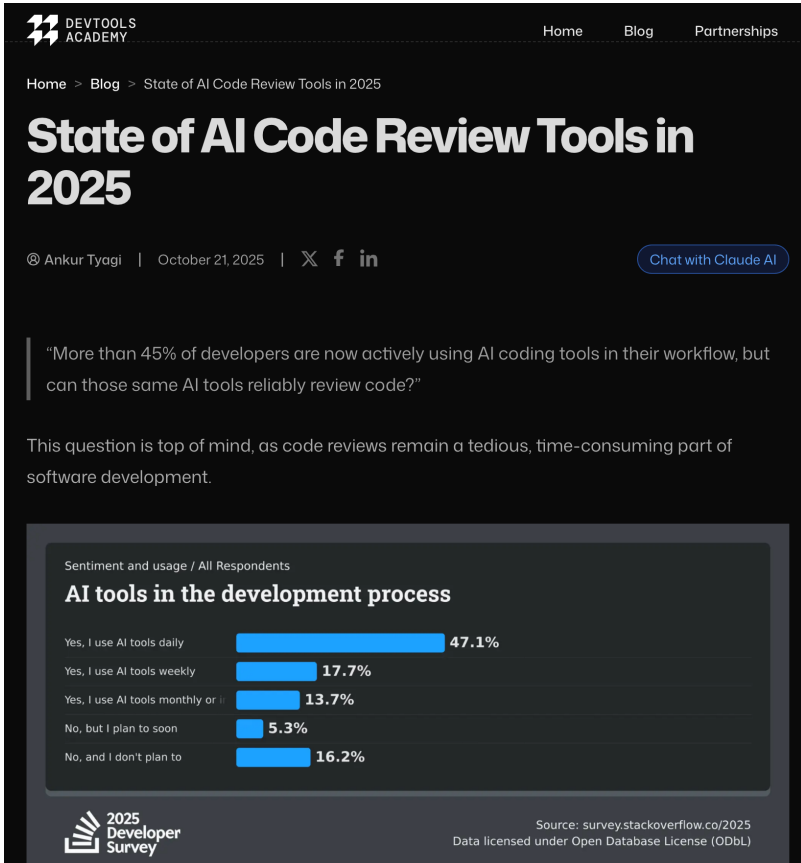 DEVTOOLS
ACADEMY
Home
Blog
Partnerships
Home > Blog > State of AI Code Review Tools in 2025
State of AI Code Review Tools in
2025
Ankur Tyagi | October 21, 2025 |
Chat with Claude AI
“More than 45% of developers are now actively using AI coding tools in their workflow, but
can those same AI tools reliably review code?”
This question is top of mind, as code reviews remain a tedious, time-consuming part of
software development.
Sentiment and usage / All Respondents
AI tools in the development process
Yes, I use AI tools daily 47.1%
Yes, I use AI tools weekly 17.7%
Yes, I use AI tools monthly or 13.7%
No, but I plan to soon 5.3%
No, and I don't plan to 16.2%
2025
Developer
Survey
Source: survey.stackoverflow.co/2025
Data licensed under Open Database License (ODbL)